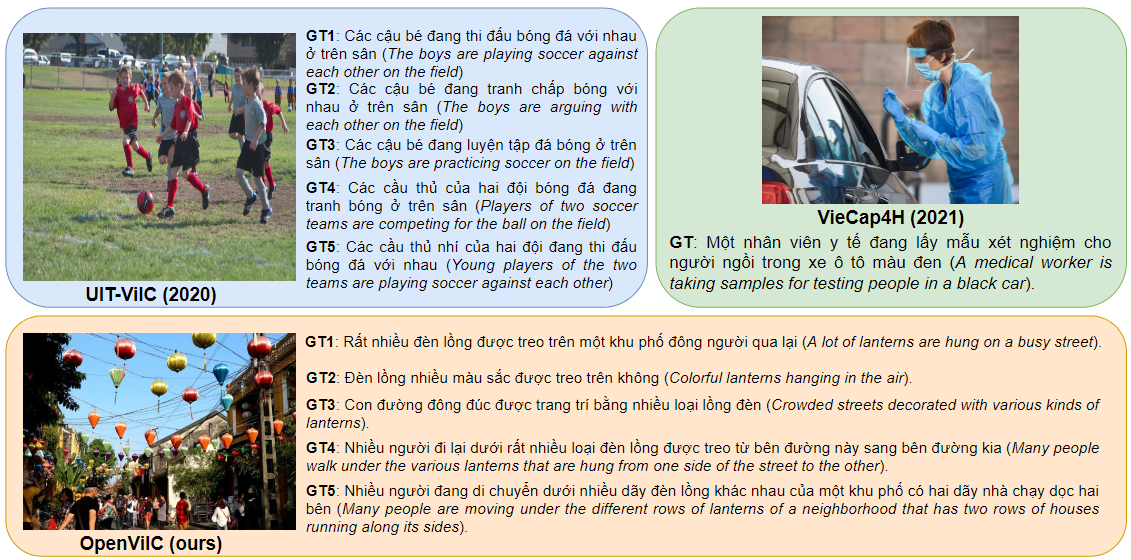 GT1: Các cậu bé đang thi đấu bóng đá với nhau
ở trên sân (The boys are playing soccer against
each other on the field)
GT2: Các cậu bé đang tranh chấp bóng với
nhau ở trên sân (The boys are arguing with
each other on the field)
GT3: Các cậu bé đang luyện tập đá bóng ở trên
sân (The boys are practicing soccer on the field)
GT4: Các cầu thủ của hai đội bóng đá đang
tranh bóng ở trên sân (Players of two soccer
teams are competing for the ball on the field)
GT5: Các cầu thủ nhí của hai đội đang thi đấu
bóng đá với nhau (Young players of the two
teams are playing soccer against each other)
UIT-ViIC (2020)
VieCap4H (2021)
GT: Một nhân viên y tế đang lấy mẫu xét nghiệm cho
người ngồi trong xe ô tô màu đen (A medical worker is
taking samples for testing people in a black car).
GT1: Rất nhiều đèn lồng được treo trên một khu phố đông người qua lại (A lot of lanterns are hung on a busy street).
GT2: Đèn lồng nhiều màu sắc được treo trên không (Colorful lanterns hanging in the air).
GT3: Con đường đông đúc được trang trí bằng nhiều loại lồng đèn (Crowded streets decorated with various kinds of
lanterns).
GT4: Nhiều người đi lại dưới rất nhiều loại đèn lồng được treo từ bên đường này sang bên đường kia (Many people
walk under the various lanterns that are hung from one side of the street to the other).
GT5: Nhiều người đang di chuyển dưới nhiều dãy đèn lồng khác nhau của một khu phố có hai dãy nhà chạy dọc hai
bên (Many people are moving under the different rows of lanterns of a neighborhood that has two rows of houses
running along its sides).
OpenViIC (ours)